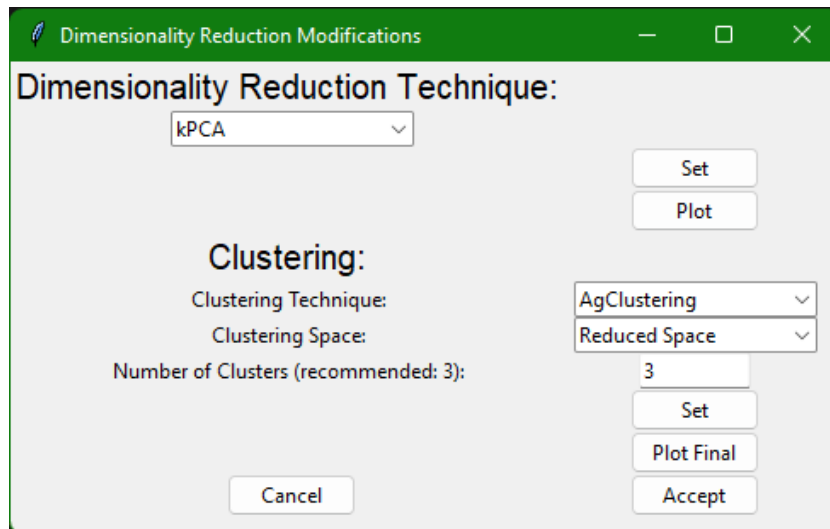 Dimensionality Reduction Modifications
Dimensionality Reduction Technique:
kPCA
Set
Plot
Clustering:
Clustering Technique: AgClustering
Clustering Space: Reduced Space
Number of Clusters (recommended: 3): 3
Set
Plot Final
Cancel Accept